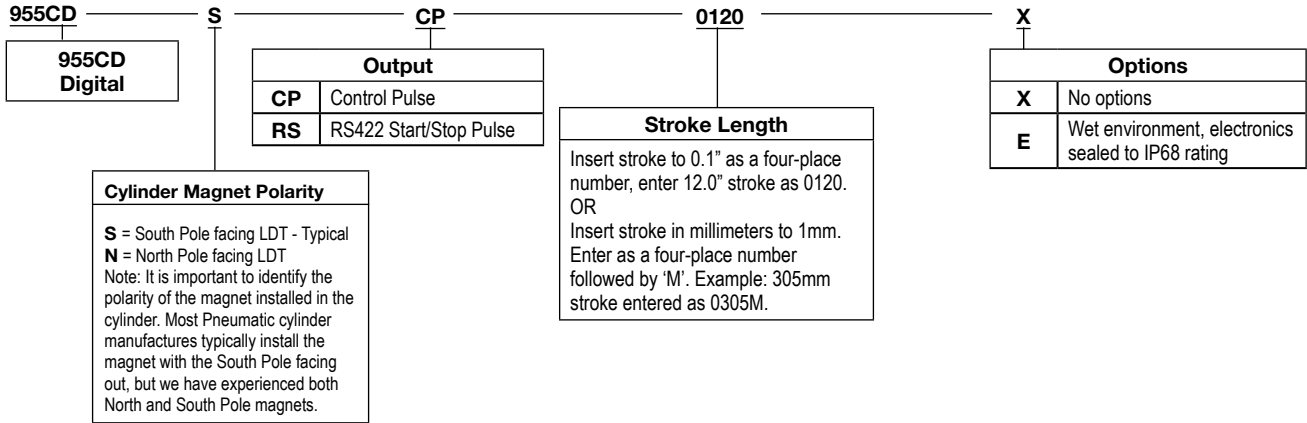 955CD S CP 0120 X
955CD
Digital
Output
CP Control Pulse
RS RS422 Start/Stop Pulse
Options
X No options
E Wet environment, electronics
sealed to IP68 rating
Stroke Length
Insert stroke to 0.1” as a four-place
number, enter 12.0” stroke as 0120.
OR
Insert stroke in millimeters to 1mm.
Enter as a four-place number
followed by ‘M’. Example: 305mm
stroke entered as 0305M.
Cylinder Magnet Polarity
S = South Pole facing LDT - Typical
N = North Pole facing LDT
Note: It is important to identify the
polarity of the magnet installed in the
cylinder. Most Pneumatic cylinder
manufactures typically install the
magnet with the South Pole facing
out, but we have experienced both
North and South Pole magnets.